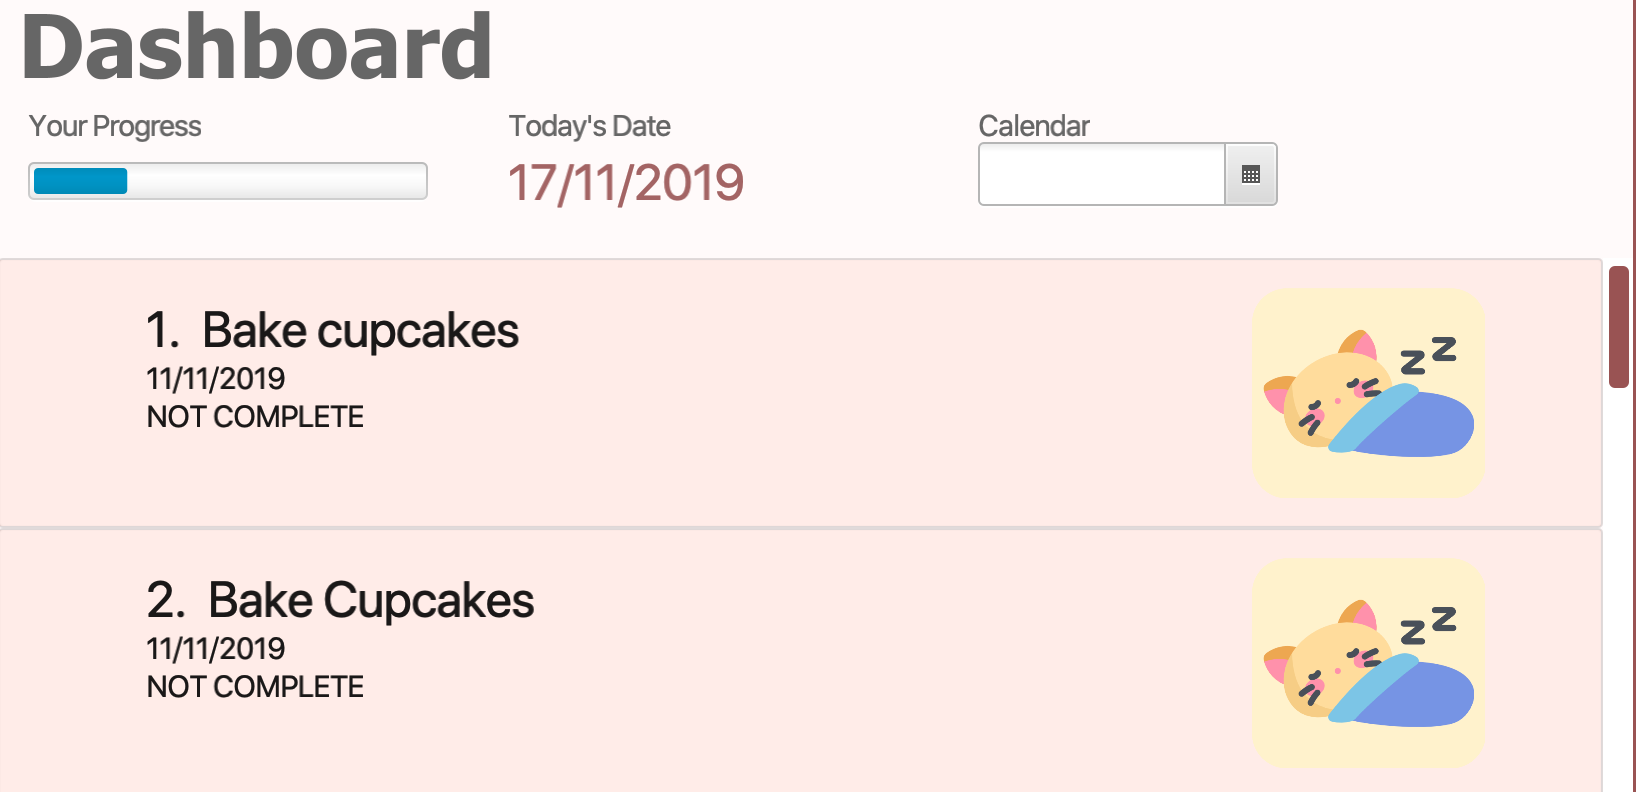 Dashboard
Your Progress
Today's Date
Calendar
17/11/2019
1. Bake cupcakes
11/11/2019
NOT COMPLETE
zz
2. Bake Cupcakes
11/11/2019
NOT COMPLETE
zz